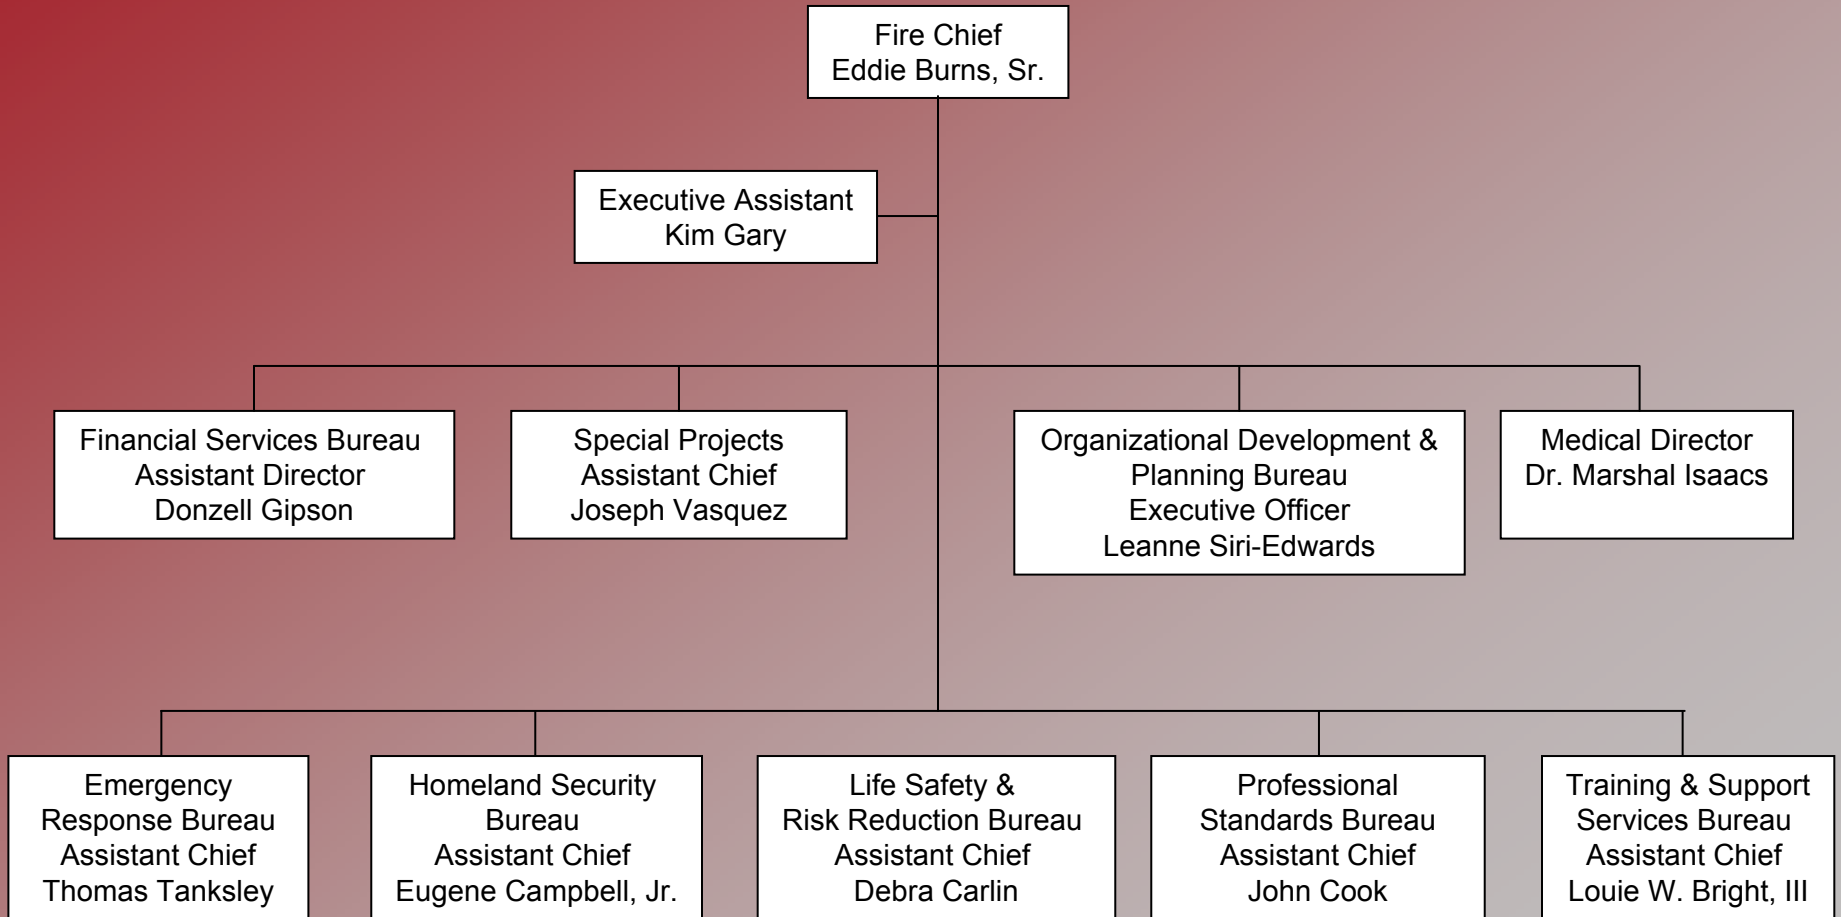 Fire Chief
Eddie Burns, Sr.
Executive Assistant
Kim Gary
Financial Services Bureau
Assistant Director
Donzell Gipson
Special Projects
Assistant Chief
Joseph Vasquez
Organizational Development &
Planning Bureau
Executive Officer
Leanne Siri-Edwards
Medical Director
Dr. Marshal Isaacs
Emergency
Response Bureau
Assistant Chief
Thomas Tanksley
Homeland Security
Bureau
Assistant Chief
Eugene Campbell, Jr.
Life Safety &
Risk Reduction Bureau
Assistant Chief
Debra Carlin
Professional
Standards Bureau
Assistant Chief
John Cook
Training & Support
Services Bureau
Assistant Chief
Louie W. Bright, III